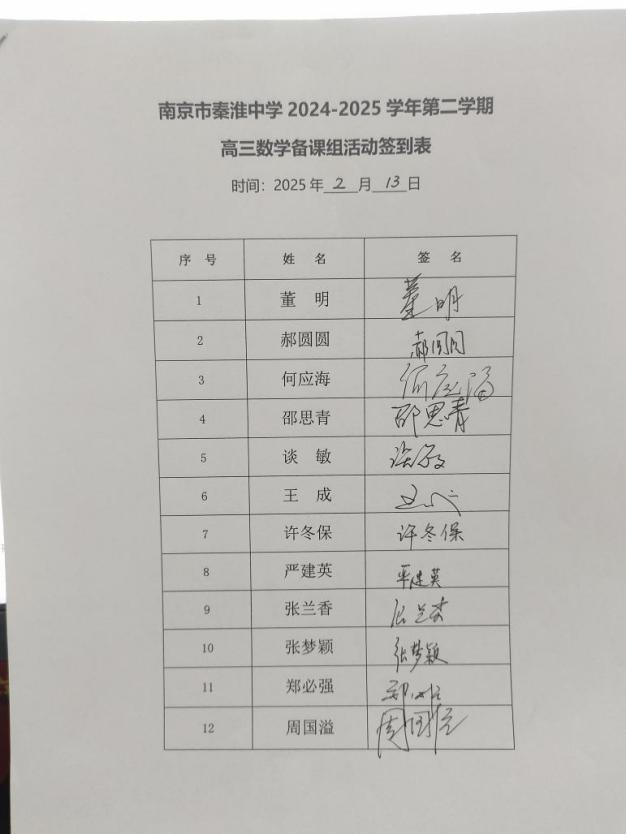 南京市秦淮中学 2024-2025 学年第二学期
高三数学备课组活动签到表
时间：2025 年 2 月 13 日
序 号 姓 名 签 名
1 董 明 董明
2 郝圆圆 郝圆圆
3 何应海 何应海
4 邵思青 邵思青
5 谈 敏 谈敏
6 王 成
7 许冬保 许冬保
8 严建英 严建英
9 张兰香 张兰香
10 张梦颖 张梦颖
11 郑必强
12 周国溢 周国溢